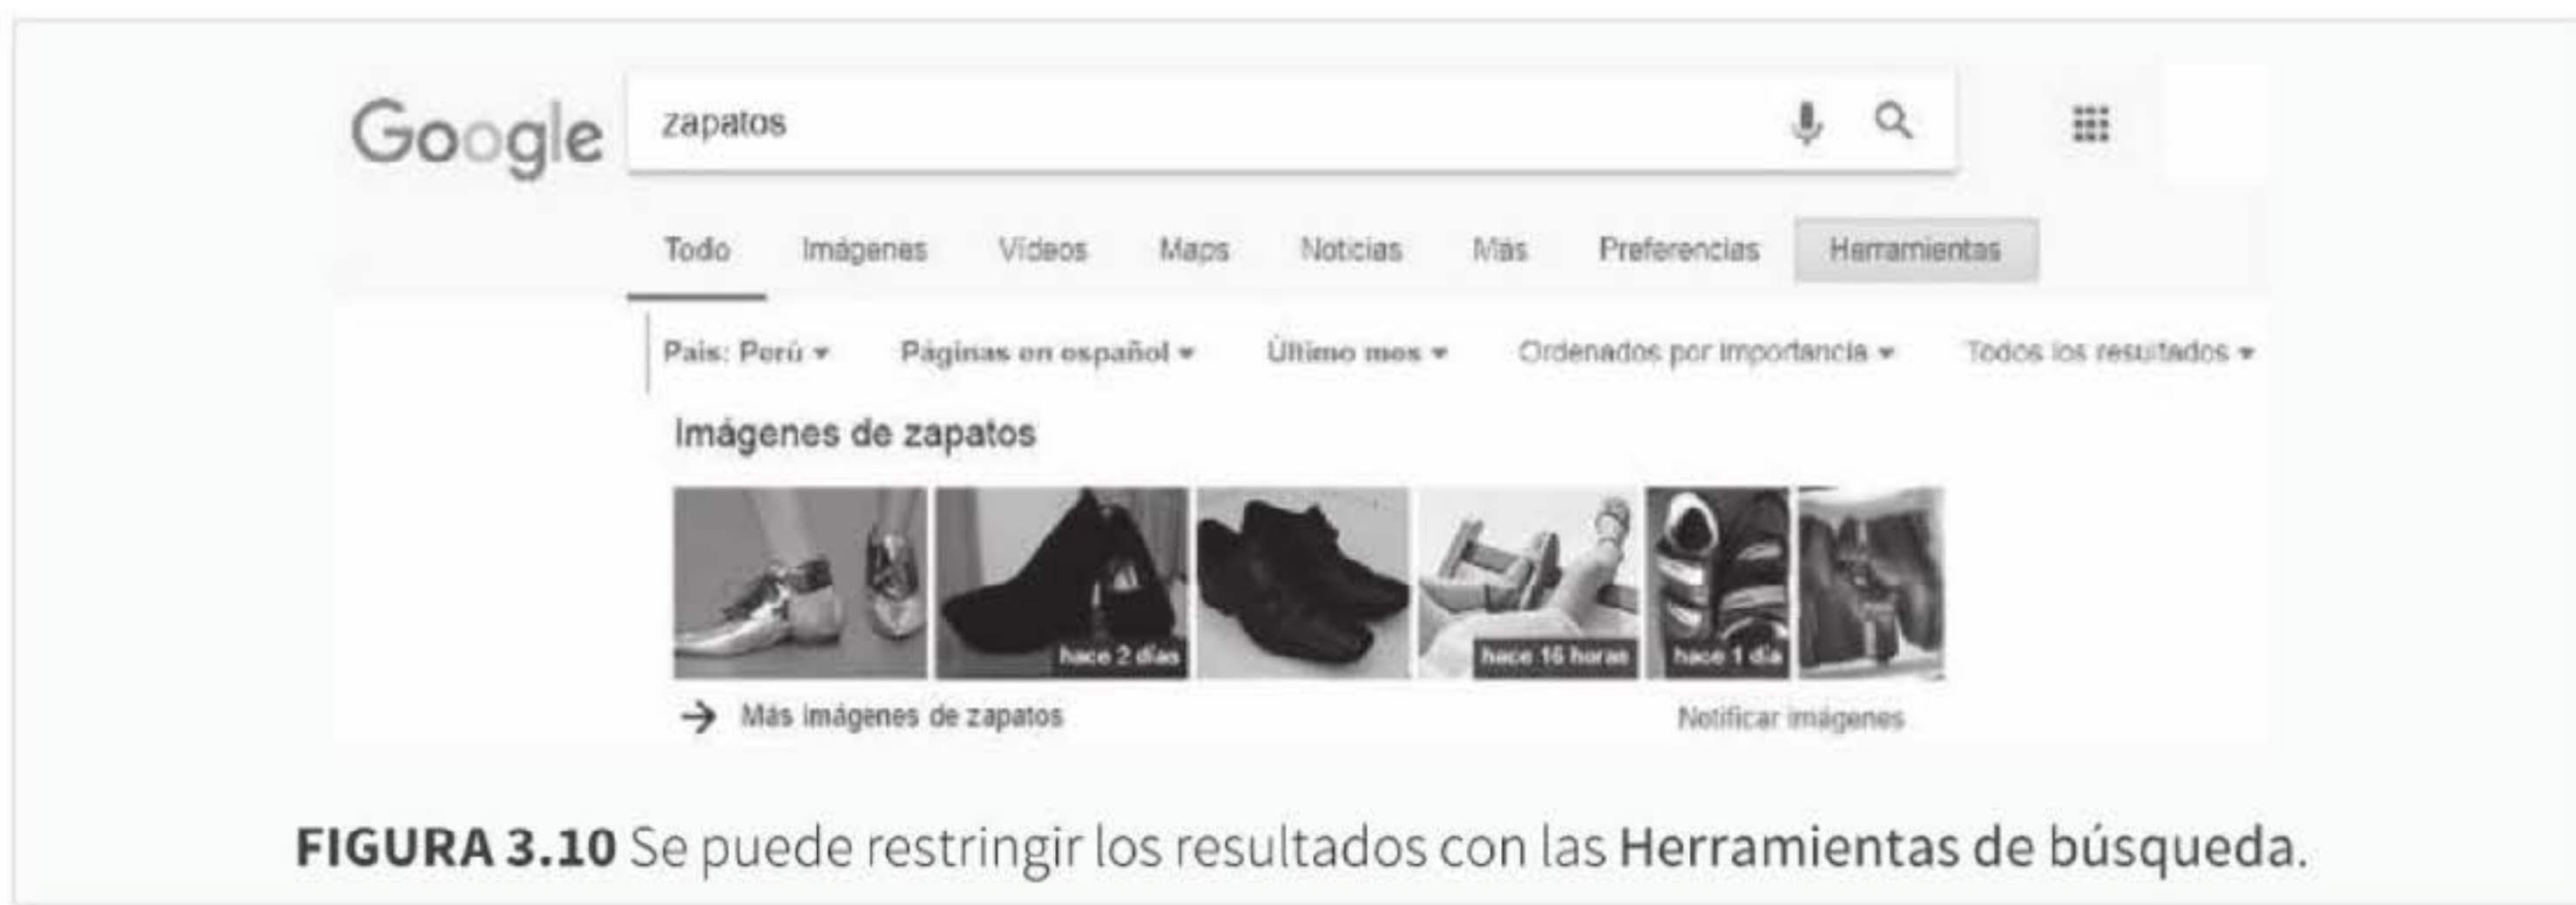 Google
zapatos
Todo Imágenes Vídeos Maps Noticias Más Preferencias Herramientas
País: Perú Páginas en español Último mes Ordenados por importancia Todos los resultados
Imágenes de zapatos
hace 2 días hace 16 horas hace 1 día
Más imágenes de zapatos Notificar imágenes
FIGURA 3.10 Se puede restringir los resultados con las Herramientas de búsqueda.